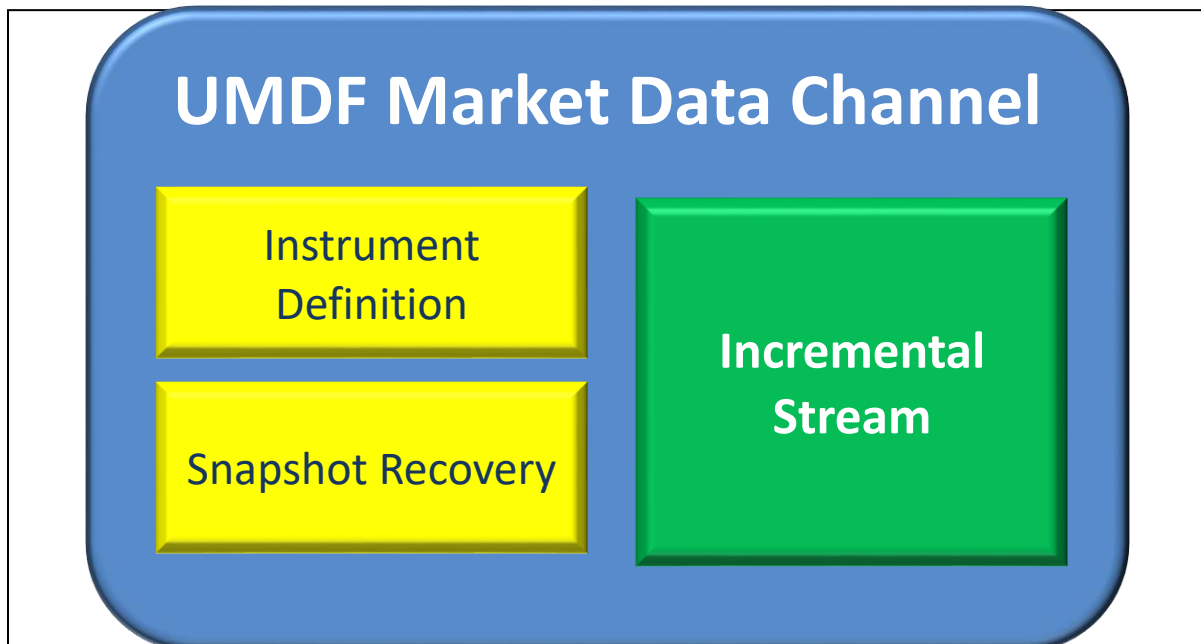 UMDF Market Data Channel
Instrument
Definition
Snapshot Recovery
Incremental
Stream